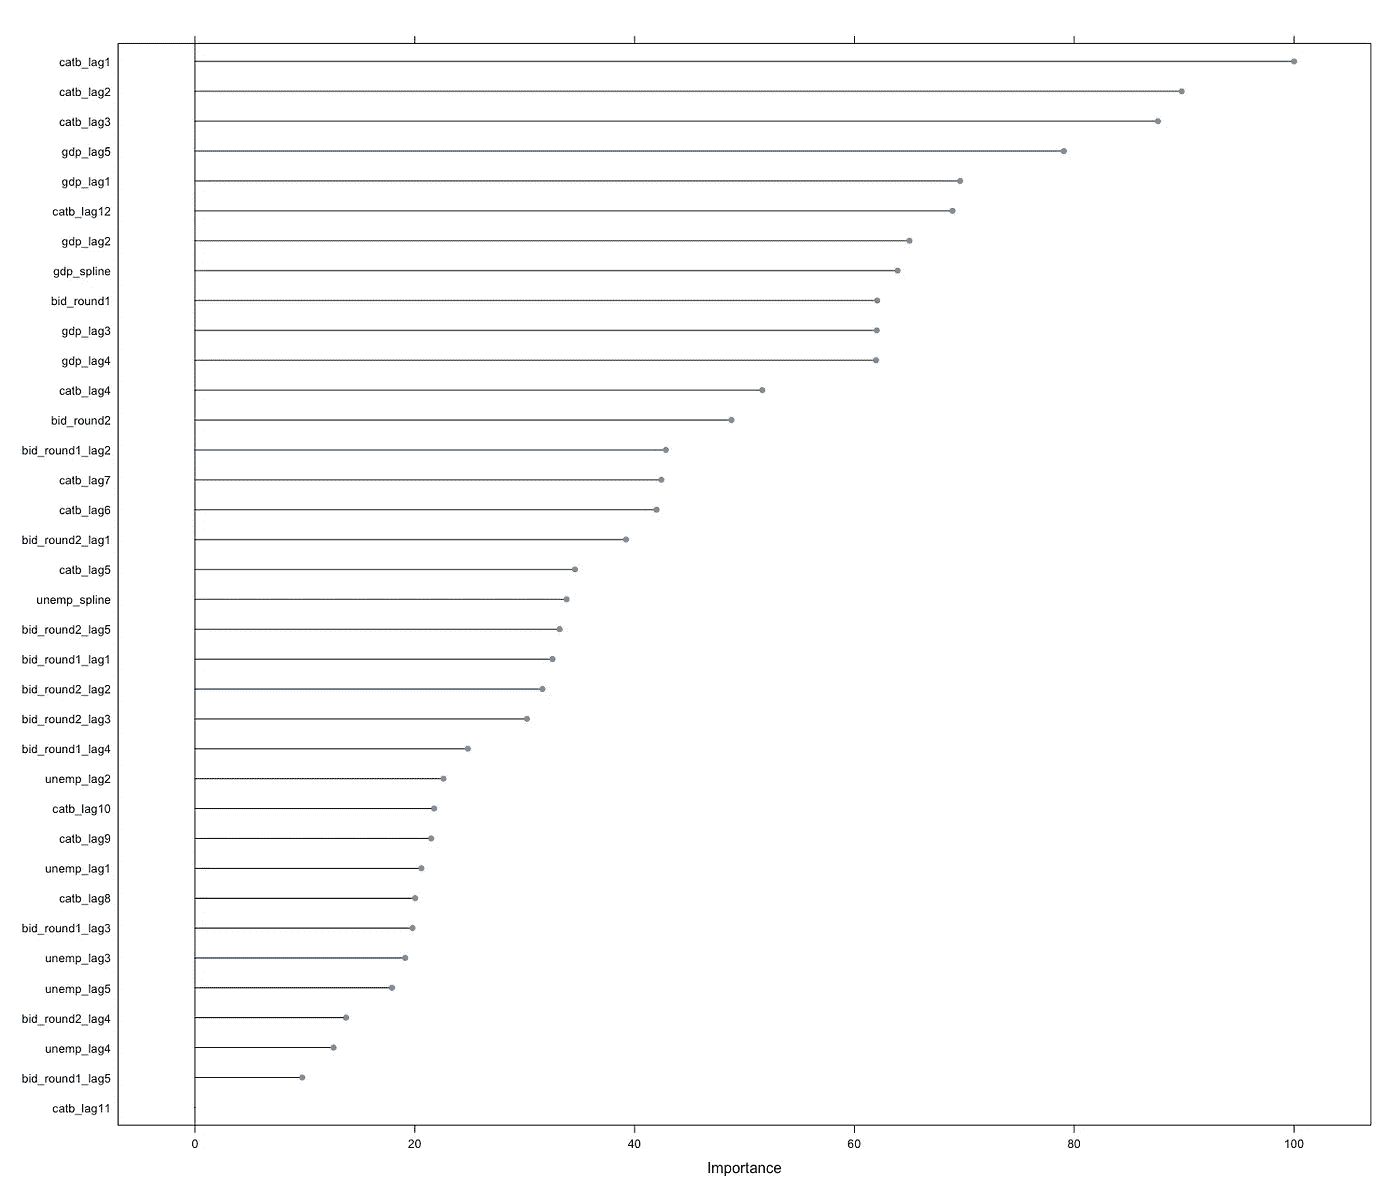 catb_lag1
catb_lag2
catb_lag3
gdp_lag5
gdp_lag1
catb_lag12
gdp_lag2
gdp_spline
bid_round1
gdp_lag3
gdp_lag4
catb_lag4
bid_round2
bid_round1_lag2
catb_lag7
catb_lag6
bid_round2_lag1
catb_lag5
unemp_spline
bid_round2_lag5
bid_round1_lag1
bid_round2_lag2
bid_round2_lag3
bid_round1_lag4
unemp_lag2
catb_lag10
catb_lag9
unemp_lag1
catb_lag8
bid_round1_lag3
unemp_lag3
unemp_lag5
bid_round2_lag4
unemp_lag4
bid_round1_lag5
catb_lag11
0 20 40 60 80 100
Importance